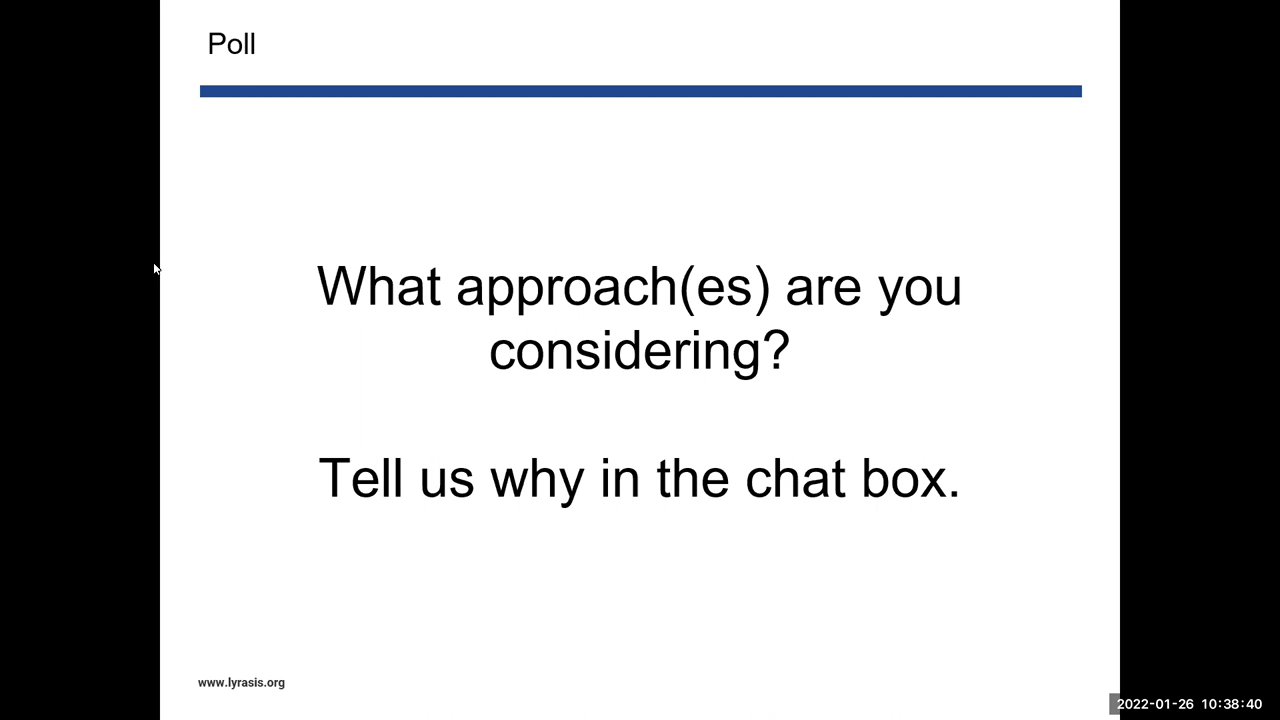 Poll
What approach(es) are you
considering?
Tell us why in the chat box.
www.lyrasis.org
2022-01-26 10:38:40